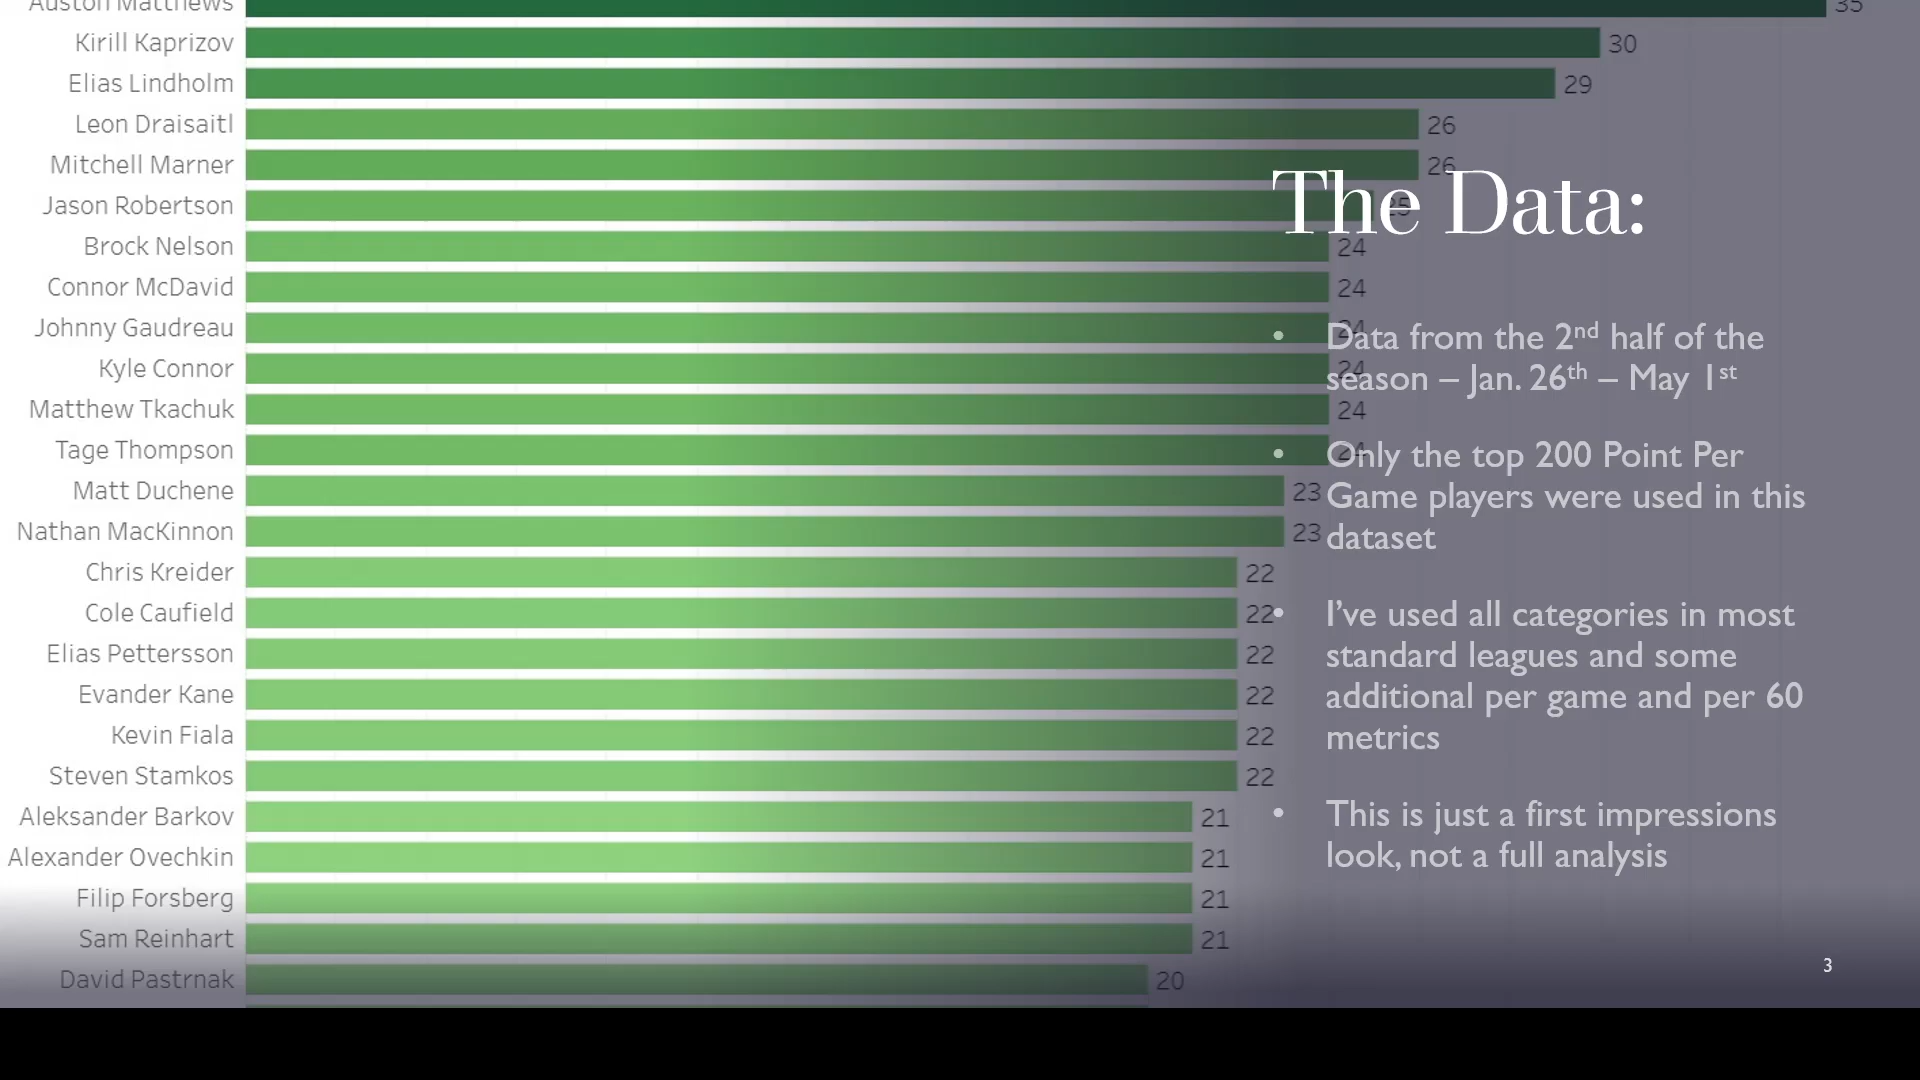 Auston Matthews 35
Kirill Kaprizov 30
Elias Lindholm 29
Leon Draisaitl 26
Mitchell Marner 26
Jason Robertson 25
Brock Nelson 24
Connor McDavid 24
Johnny Gaudreau 24
Kyle Connor 24
Matthew Tkachuk 24
Tage Thompson 24
Matt Duchene 23
Nathan MacKinnon 23
Chris Kreider 22
Cole Caufield 22
Elias Pettersson 22
Evander Kane 22
Kevin Fiala 22
Steven Stamkos 22
Aleksander Barkov 21
Alexander Ovechkin 21
Filip Forsberg 21
Sam Reinhart 21
David Pastrnak 20
The Data:
• Data from the 2nd half of the
season – Jan. 26th – May 1st
• Only the top 200 Point Per
Game players were used in this
dataset
• I’ve used all categories in most
standard leagues and some
additional per game and per 60
metrics
• This is just a first impressions
look, not a full analysis
3